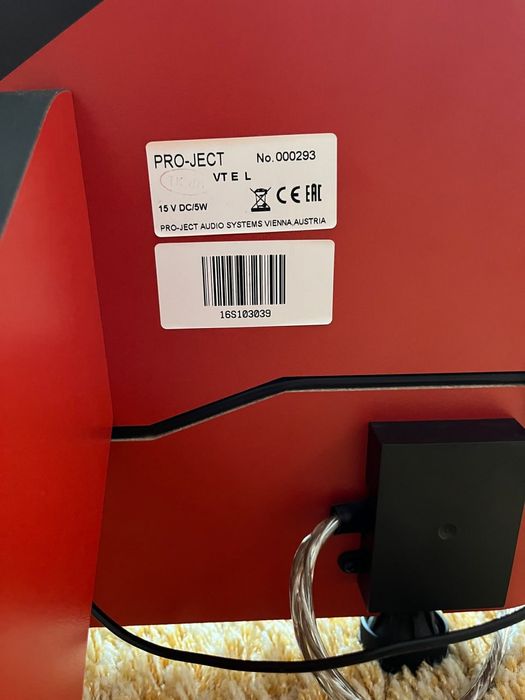 PRO-JECT No. 000293
VT E L
15 V DC/5W
CE EAC
PRO-JECT AUDIO SYSTEMS VIENNA,AUSTRIA
16S103039